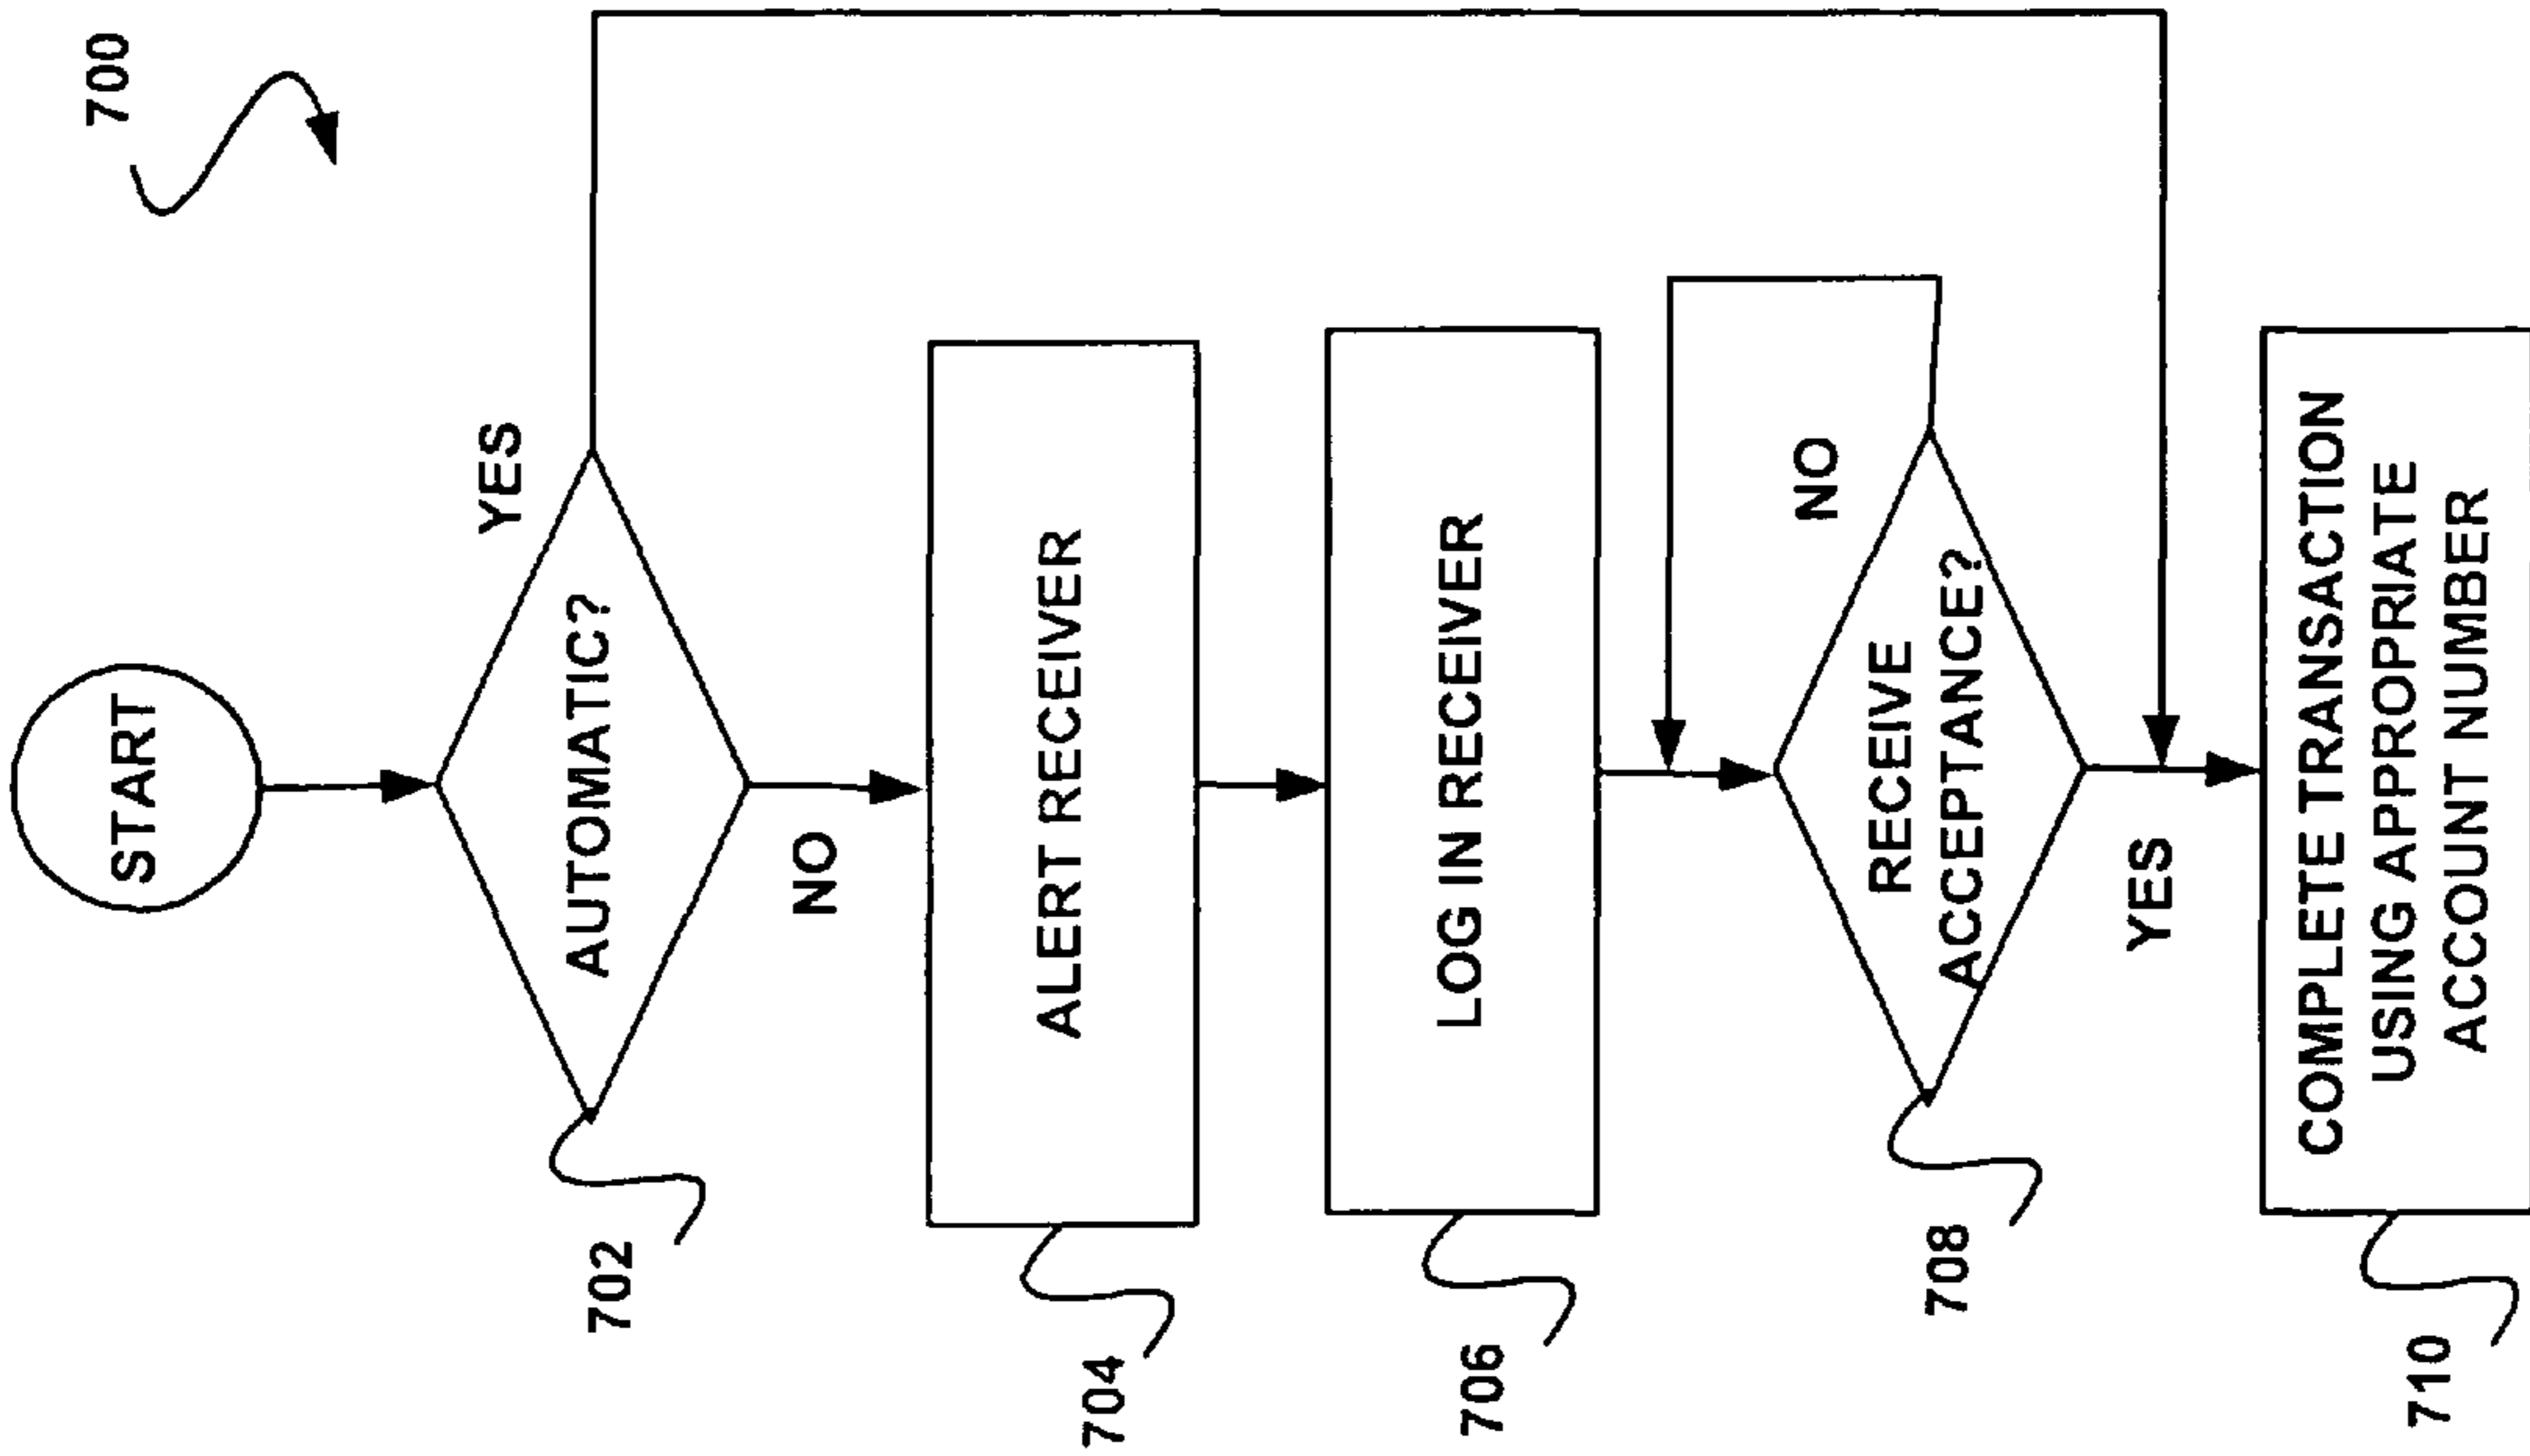 700
START
AUTOMATIC?
YES
702
NO
ALERT RECEIVER
704
LOG IN RECEIVER
706
NO
RECEIVE
ACCEPTANCE?
708
YES
COMPLETE TRANSACTION
USING APPROPRIATE
ACCOUNT NUMBER
710